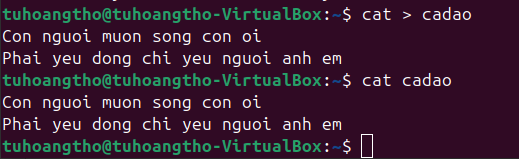 tuhoangtho@tuhoangtho-VirtualBox:~$ cat > cadao
Con nguoi muon song con oi
Phai yeu dong chi yeu nguoi anh em
tuhoangtho@tuhoangtho-VirtualBox:~$ cat cadao
Con nguoi muon song con oi
Phai yeu dong chi yeu nguoi anh em
tuhoangtho@tuhoangtho-VirtualBox:~$